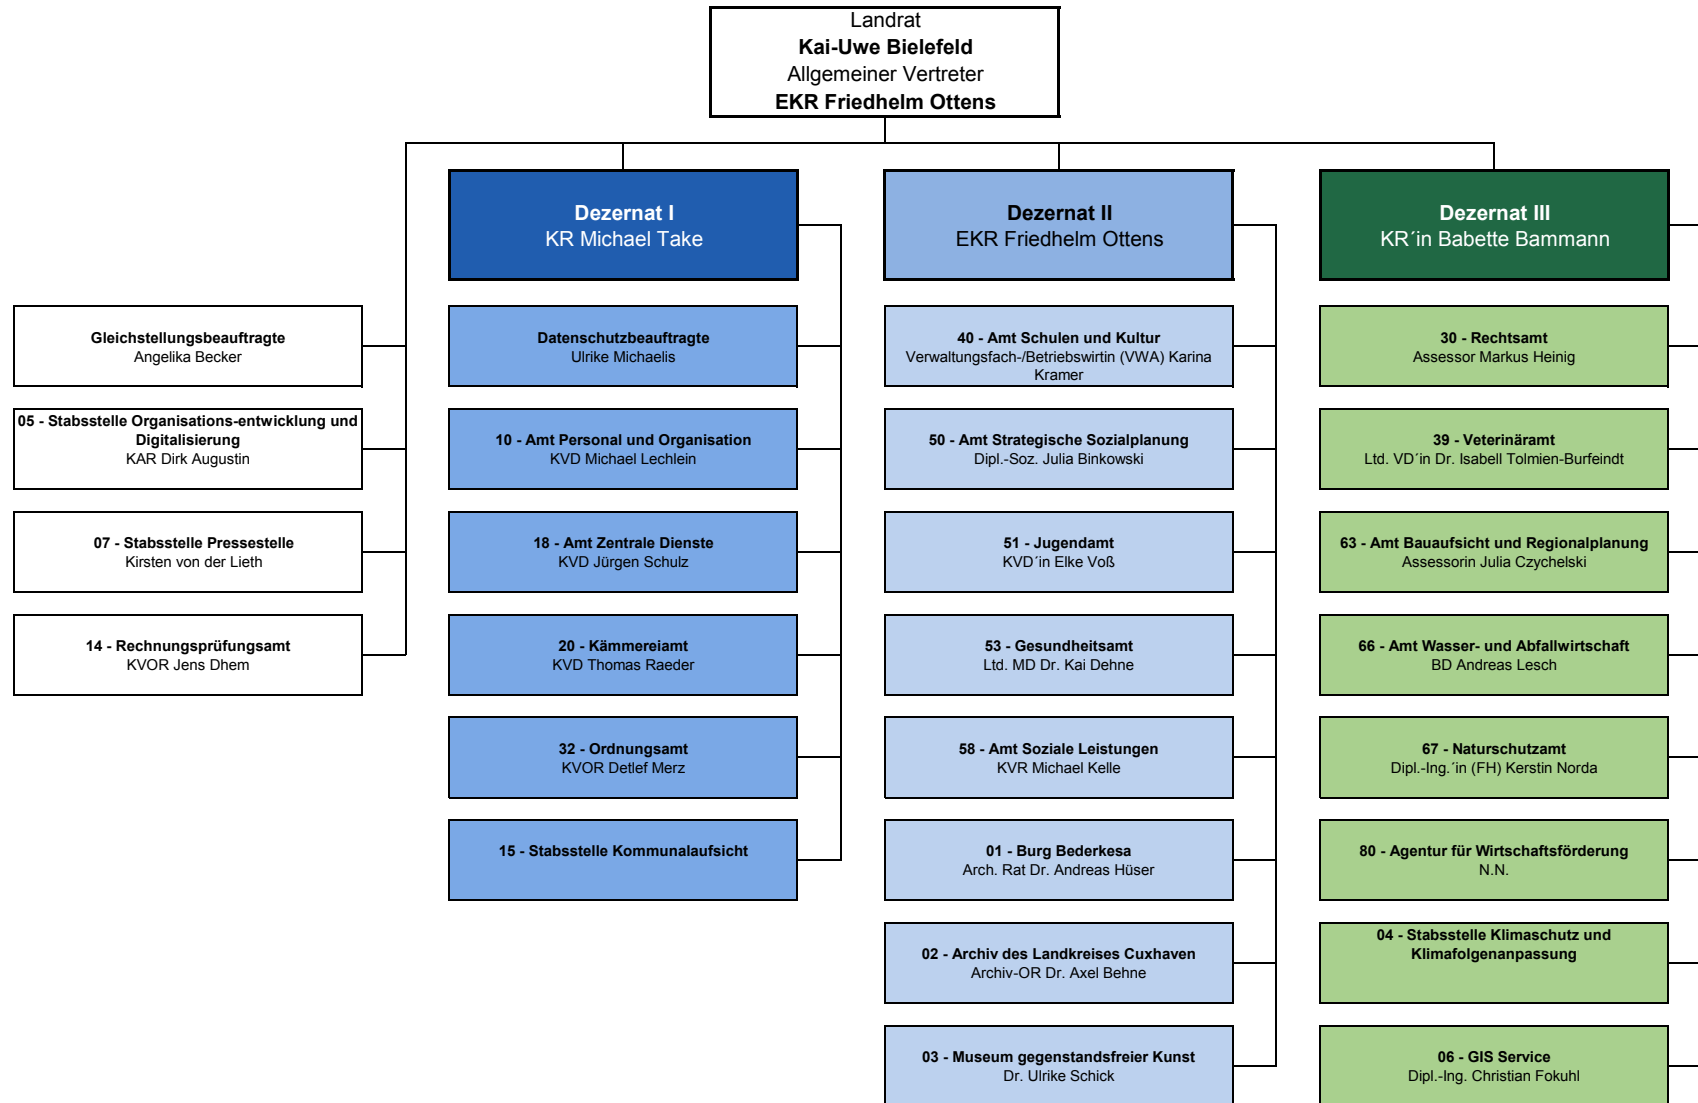 Landrat
Kai-Uwe Bielefeld
Allgemeiner Vertreter
EKR Friedhelm Ottens
Dezernat I
KR Michael Take
Dezernat II
EKR Friedhelm Ottens
Dezernat III
KR´in Babette Bammann
Gleichstellungsbeauftragte
Angelika Becker
05 - Stabsstelle Organisations-entwicklung und
Digitalisierung
KAR Dirk Augustin
07 - Stabsstelle Pressestelle
Kirsten von der Lieth
14 - Rechnungsprüfungsamt
KVOR Jens Dhem
Datenschutzbeauftragte
Ulrike Michaelis
10 - Amt Personal und Organisation
KVD Michael Lechlein
18 - Amt Zentrale Dienste
KVD Jürgen Schulz
20 - Kämmereiamt
KVD Thomas Raeder
32 - Ordnungsamt
KVOR Detlef Merz
15 - Stabsstelle Kommunalaufsicht
40 - Amt Schulen und Kultur
Verwaltungsfach-/Betriebswirtin (VWA) Karina
Kramer
50 - Amt Strategische Sozialplanung
Dipl.-Soz. Julia Binkowski
51 - Jugendamt
KVD´in Elke Voß
53 - Gesundheitsamt
Ltd. MD Dr. Kai Dehne
58 - Amt Soziale Leistungen
KVR Michael Kelle
01 - Burg Bederkesa
Arch. Rat Dr. Andreas Hüser
02 - Archiv des Landkreises Cuxhaven
Archiv-OR Dr. Axel Behne
03 - Museum gegenstandsfreier Kunst
Dr. Ulrike Schick
30 - Rechtsamt
Assessor Markus Heinig
39 - Veterinäramt
Ltd. VD´in Dr. Isabell Tolmien-Burfeindt
63 - Amt Bauaufsicht und Regionalplanung
Assessorin Julia Czychelski
66 - Amt Wasser- und Abfallwirtschaft
BD Andreas Lesch
67 - Naturschutzamt
Dipl.-Ing.´in (FH) Kerstin Norda
80 - Agentur für Wirtschaftsförderung
N.N.
04 - Stabsstelle Klimaschutz und
Klimafolgenanpassung
06 - GIS Service
Dipl.-Ing. Christian Fokuhl